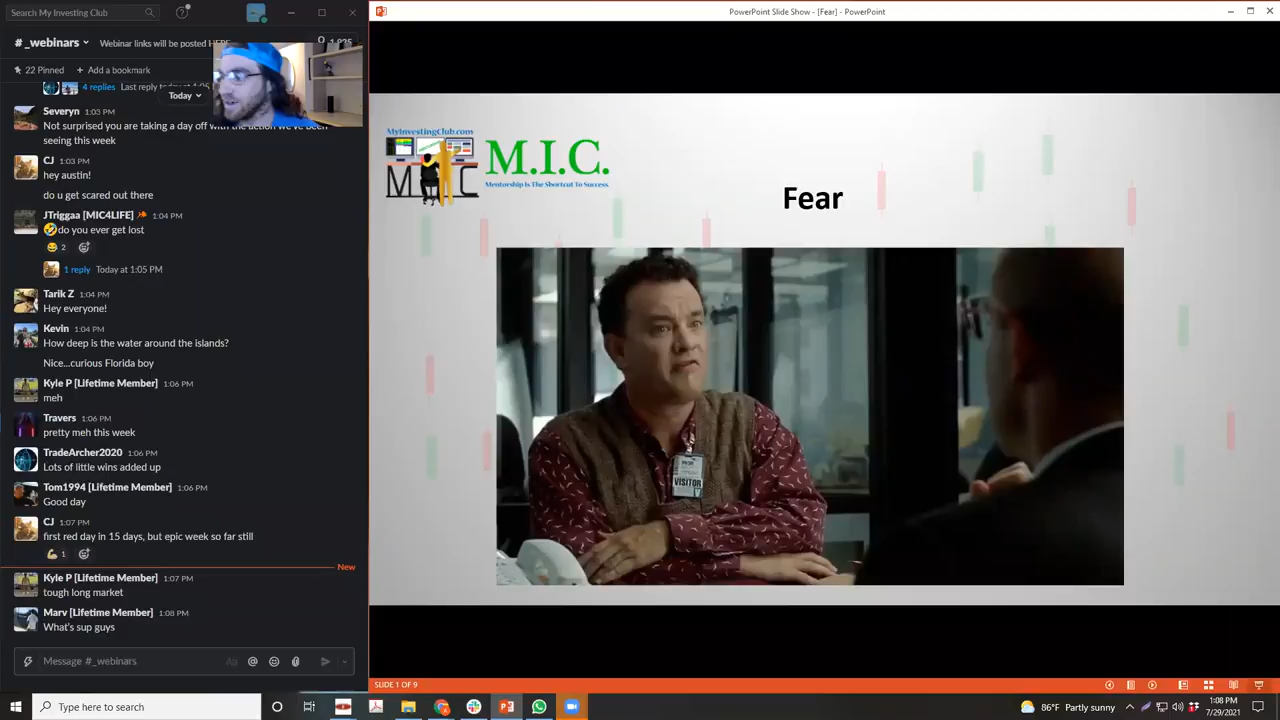 Search My Investing Club
# _webinars
Webinar links will be posted HERE
1,925
22 Pinned
+ Add a bookmark
4 replies
Today
Severyn 1:03 PM
Not surprised you are taking a day off with the action we've been
seeing this week
CJ 1:03 PM
hey austin!
do a u turn out there
JTriggan [Mod][LIFE] 1:04 PM
🤣do you ever get lost
2
1 reply Today at 1:05 PM
Tarik Z 1:04 PM
Hey everyone!
Kevin 1:04 PM
How deep is the water around the islands?
Nice...curious Florida boy
Kyle P [Lifetime Member] 1:06 PM
meh
Travers 1:06 PM
pretty meh this week
TradeArcher2020 1:06 PM
Lots of little wins added up
Tom1994 [Lifetime Member] 1:06 PM
Good day
CJ 1:07 PM
first red day in 15 days, but epic week so far still
1
New
Kyle P [Lifetime Member] 1:07 PM
tough long market
Marv [Lifetime Member] 1:08 PM
What's sup guys
Message #_webinars
PowerPoint Slide Show - [Fear] - PowerPoint
MyInvestingClub.com
MIC
M.I.C.
Mentorship Is The Shortcut To Success.
Fear
VISITOR
SLIDE 1 OF 9
Type here to search
86°F Partly sunny
1:08 PM
7/29/2021